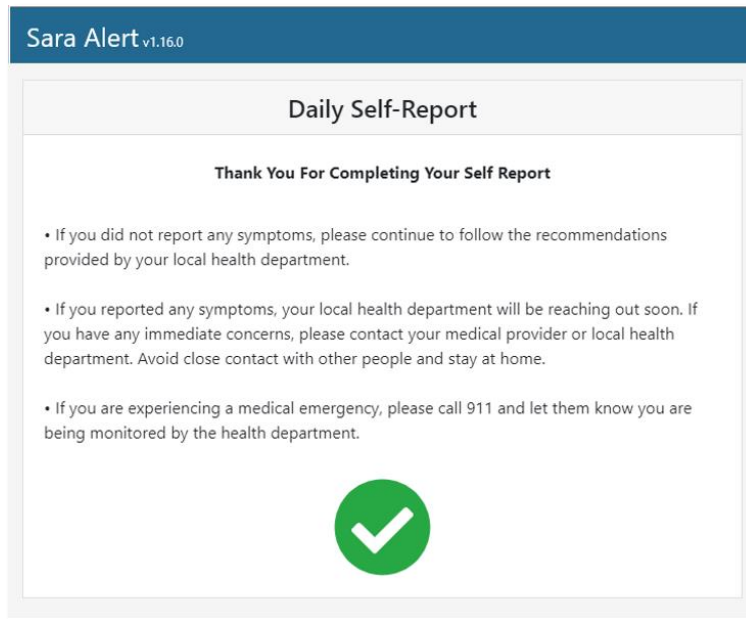 Sara Alert v1.16.0
Daily Self-Report
Thank You For Completing Your Self Report
• If you did not report any symptoms, please continue to follow the recommendations
provided by your local health department.
• If you reported any symptoms, your local health department will be reaching out soon. If
you have any immediate concerns, please contact your medical provider or local health
department. Avoid close contact with other people and stay at home.
• If you are experiencing a medical emergency, please call 911 and let them know you are
being monitored by the health department.